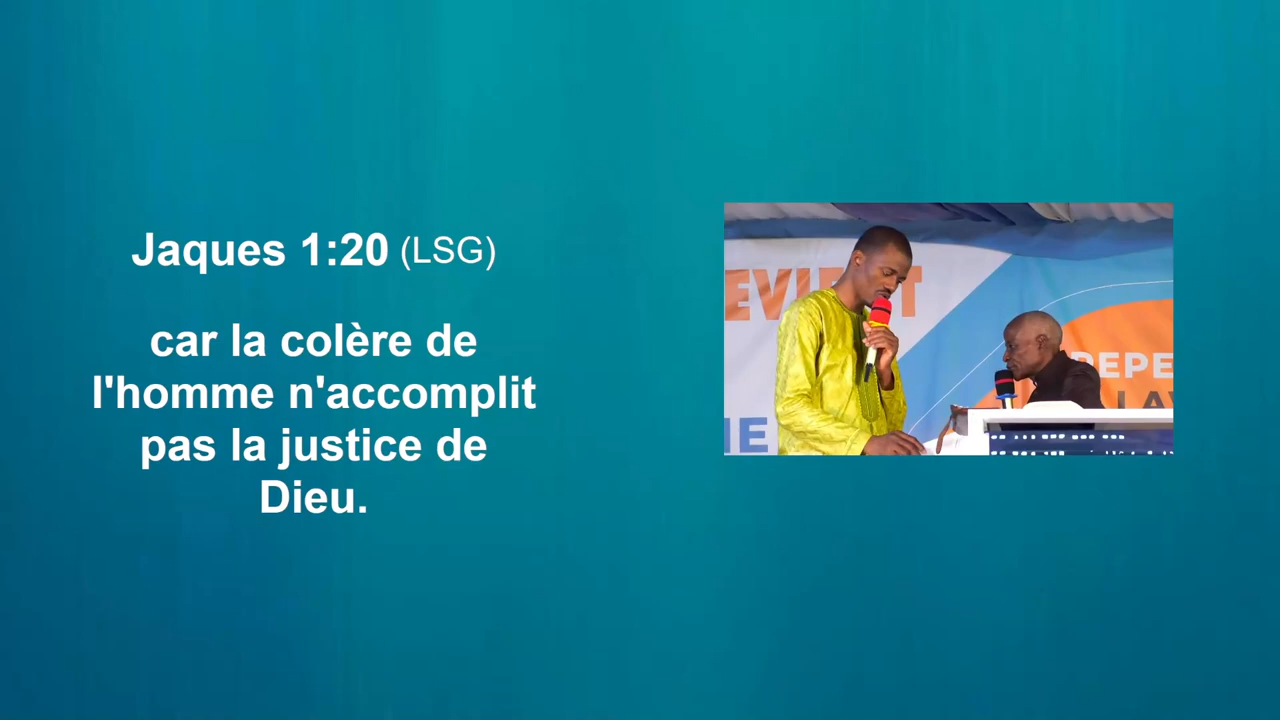 Jaques 1:20 (LSG)
car la colère de
l'homme n'accomplit
pas la justice de
Dieu.